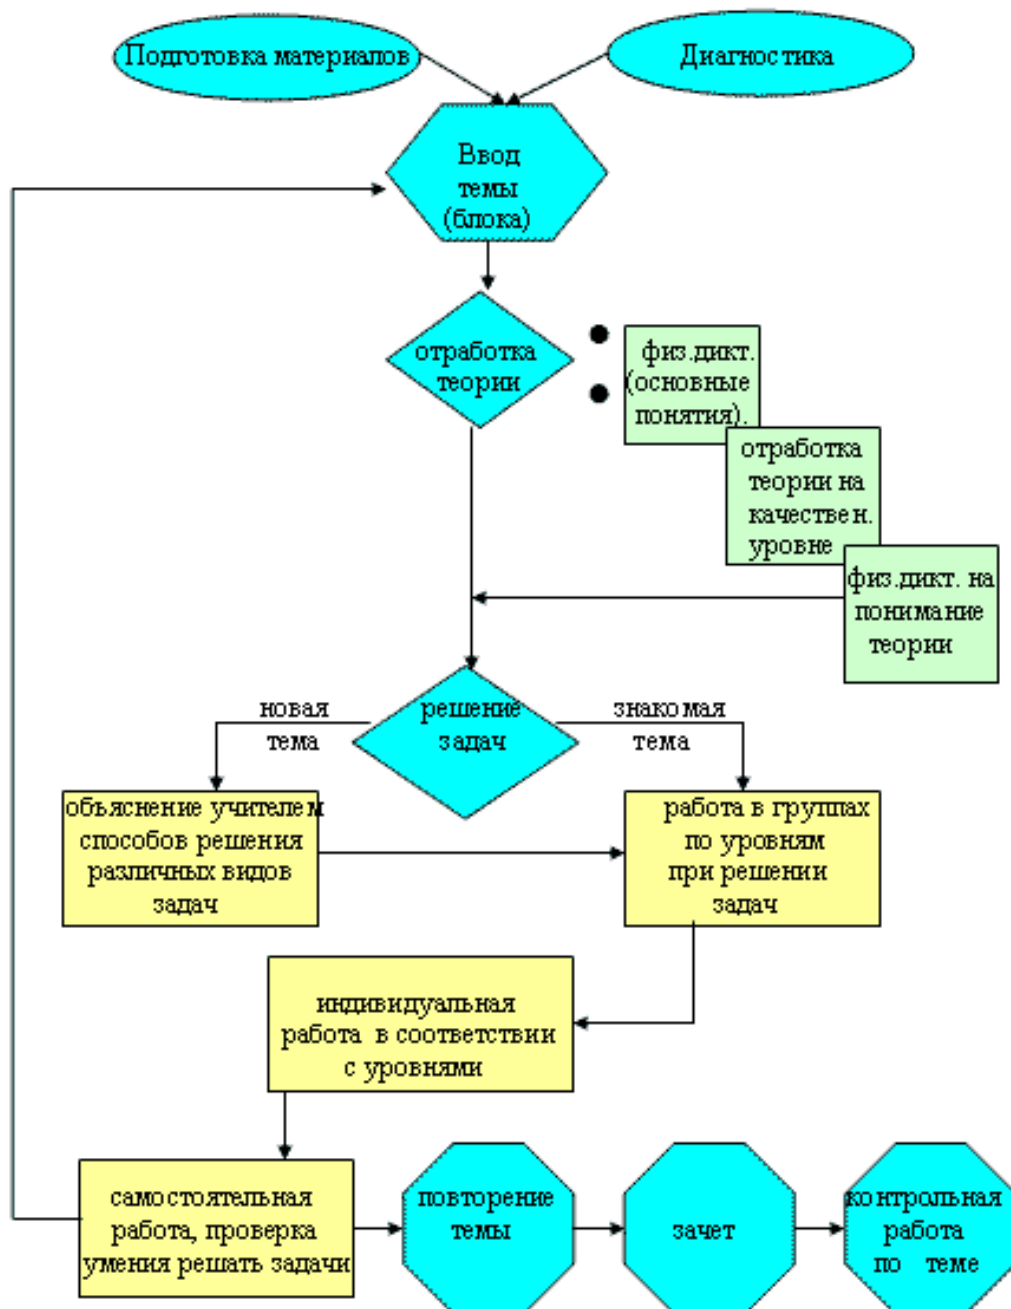 Подготовка материалов
Диагностика
Ввод
темы
(блока)
отработка
теории
физ.дикт.
(основные
понятия).
отработка
теории на
качествен.
уровне
физ.дикт. на
понимание
теории
новая
тема
решение
задач
знакомая
тема
объяснение учителем
способов решения
различных видов
задач
работа в группах
по уровням
при решении
задач
индивидуальная
работа в соответствии
с уровнями
самостоятельная
работа, проверка
умения решать задачи
повторение
темы
зачет
контрольная
работа
по теме